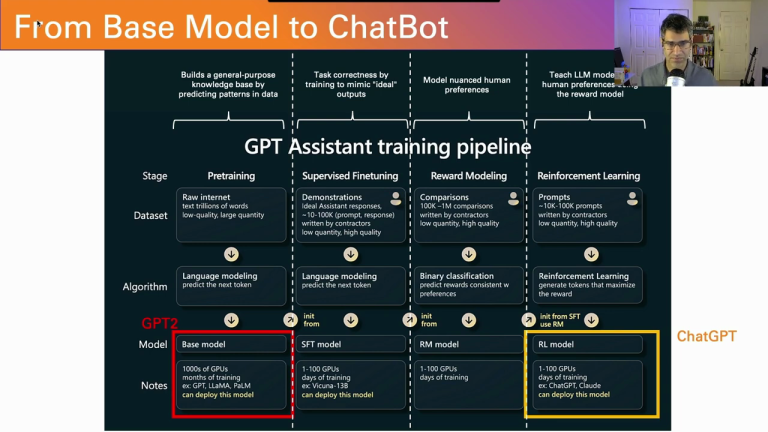 From Base Model to ChatBot
Builds a general-purpose
knowledge base by
predicting patterns in data
Task correctness by
training to mimic "ideal"
outputs
Model nuanced human
preferences
Teach LLM mode
human preferences ng
the reward model
GPT Assistant training pipeline
Stage
Pretraining
Supervised Finetuning
Reward Modeling
Reinforcement Learning
Dataset
Raw internet
text trillions of words
low-quality, large quantity
Demonstrations
Ideal Assistant responses,
~10-100K (prompt, response)
written by contractors
low quantity, high quality
Comparisons
100K –1M comparisons
written by contractors
low quantity, high quality
Prompts
~10K-100K prompts
written by contractors
low quantity, high quality
Algorithm
Language modeling
predict the next token
Language modeling
predict the next token
Binary classification
predict rewards consistent w
preferences
Reinforcement Learning
generate tokens that maximize
the reward
GPT2
init
from
init
from
init from SFT
use RM
Model
Base model
SFT model
RM model
RL model
ChatGPT
Notes
1000s of GPUs
months of training
ex: GPT, LLaMA, PaLM
can deploy this model
1-100 GPUs
days of training
ex: Vicuna-13B
can deploy this model
1-100 GPUs
days of training
1-100 GPUs
days of training
ex: ChatGPT, Claude
can deploy this model